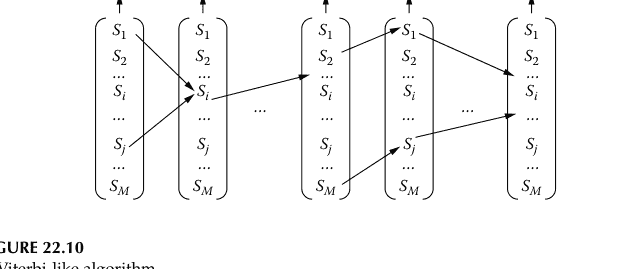 S1 S1 S1 S1 S1
S2 S2 S2 S2 S2
... ... ... ... ...
Si Si Si Si Si
... ... ... ... ... ... ...
Sj Sj Sj Sj Sj
... ... ... ... ...
SM SM SM SM SM
GURE 22.10
Viterbi-like algorithm